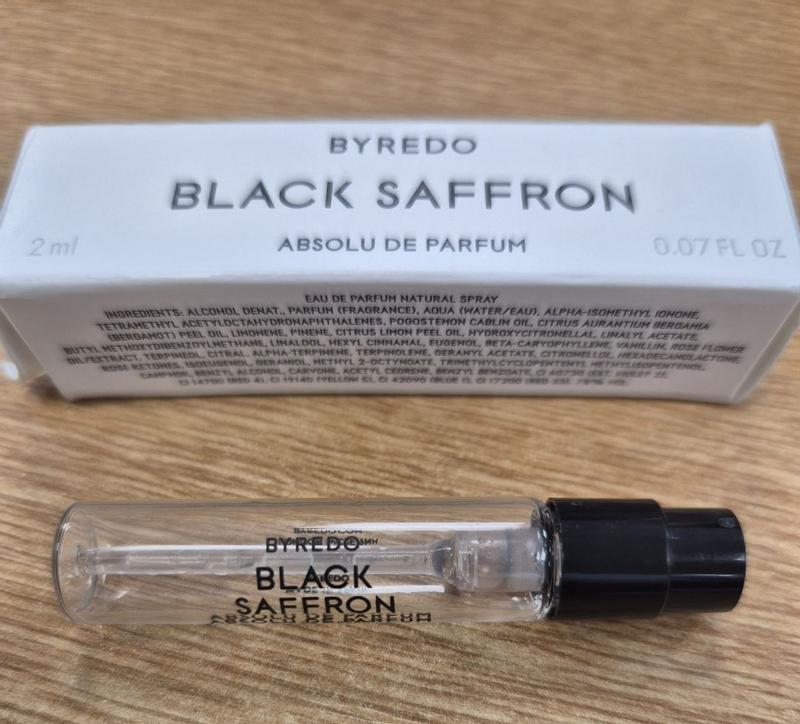 BYREDO
BLACK SAFFRON
2 ml
ABSOLU DE PARFUM
0.07 FL OZ
EAU DE PARFUM NATURAL SPRAY
INGREDIENTS: ALCOHOL DENAT., PARFUM (FRAGRANCE), AQUA (WATER/EAU), ALPHA-ISOMETHYL IONONE,
TETRAMETHYL ACETYLOCTAHYDRONAPHTHALENES, POGOSTEMON CABLIN OIL, CITRUS AURANTIUM BERGAMIA
(BERGAMOT) PEEL OIL, LIMONENE, PINENE, CITRUS LIMON PEEL OIL, HYDROXYCITRONELLAL, LINALYL ACETATE,
BUTYL METHOXYDIBENZOYLMETHANE, LINALOOL, HEXYL CINNAMAL, EUGENOL, BETA-CARYOPHYLLENE, VANILLIN, ROSE FLOWER
OIL/EXTRACT, TERPINEOL, CITRAL, ALPHA-TERPINENE, TERPINOLENE, GERANYL ACETATE, CITRONELLOL, HEXADECANOLACTONE,
ROSE KETONES, ISOEUGENOL, GERANIOL, METHYL 2-OCTYNOATE, TRIMETHYLCYCLOPENTENYL METHYLISOPENTENOL,
CAMPHOR, BENZYL ALCOHOL, CARVONE, ACETYL CEDRENE, BENZYL BENZOATE, CI 60730 (EXT. VIOLET 2),
CI 14700 (RED 4), CI 19140 (YELLOW 5), CI 42090 (BLUE 1), CI 17200 (RED 33).
BYREDO
BLACK
SAFFRON
ABSOLU DE PARFUM